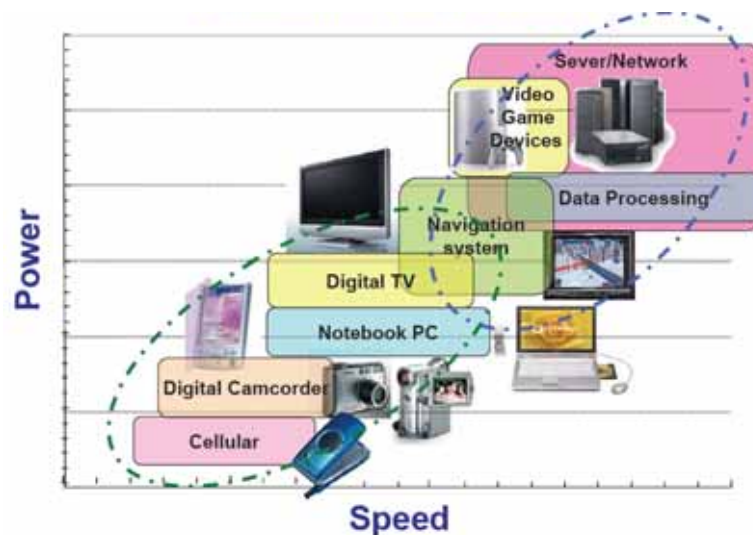 Sever/Network
Video
Game
Devices
Data Processing
Navigation
system
Digital TV
Notebook PC
Digital Camcorder
Cellular
Power
Speed